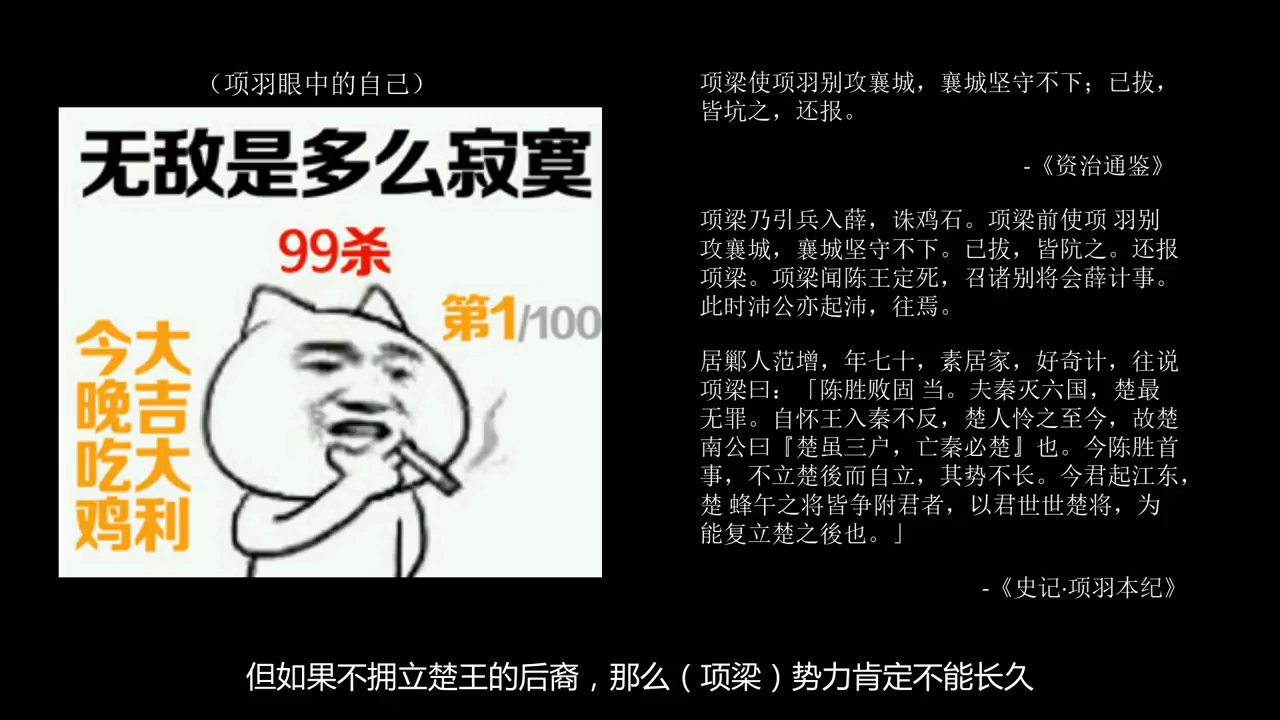 （项羽眼中的自己）
无敌是多么寂寞
99杀
第1/100
大吉大利
今晚吃鸡
项梁使项羽别攻襄城，襄城坚守不下；已拔，
皆坑之，还报。
-《资治通鉴》
项梁乃引兵入薛，诛鸡石。项梁前使项 羽别
攻襄城，襄城坚守不下。已拔，皆阬之。还报
项梁。项梁闻陈王定死，召诸别将会薛计事。
此时沛公亦起沛，往焉。
居鄛人范增，年七十，素居家，好奇计，往说
项梁曰：「陈胜败固 当。夫秦灭六国，楚最
无罪。自怀王入秦不反，楚人怜之至今，故楚
南公曰『楚虽三户，亡秦必楚』也。今陈胜首
事，不立楚後而自立，其势不长。今君起江东，
楚 蜂午之将皆争附君者，以君世世楚将，为
能复立楚之後也。」
-《史记·项羽本纪》
但如果不拥立楚王的后裔，那么（项梁）势力肯定不能长久